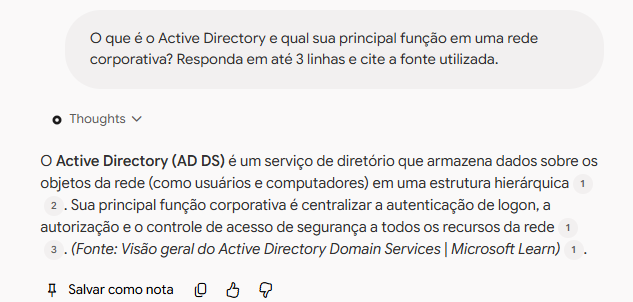 O que é o Active Directory e qual sua principal função em uma rede
corporativa? Responda em até 3 linhas e cite a fonte utilizada.
Thoughts
O Active Directory (AD DS) é um serviço de diretório que armazena dados sobre os
objetos da rede (como usuários e computadores) em uma estrutura hierárquica 1
2 . Sua principal função corporativa é centralizar a autenticação de logon, a
autorização e o controle de acesso de segurança a todos os recursos da rede 1
3 . (Fonte: Visão geral do Active Directory Domain Services | Microsoft Learn) 1 .
Salvar como nota